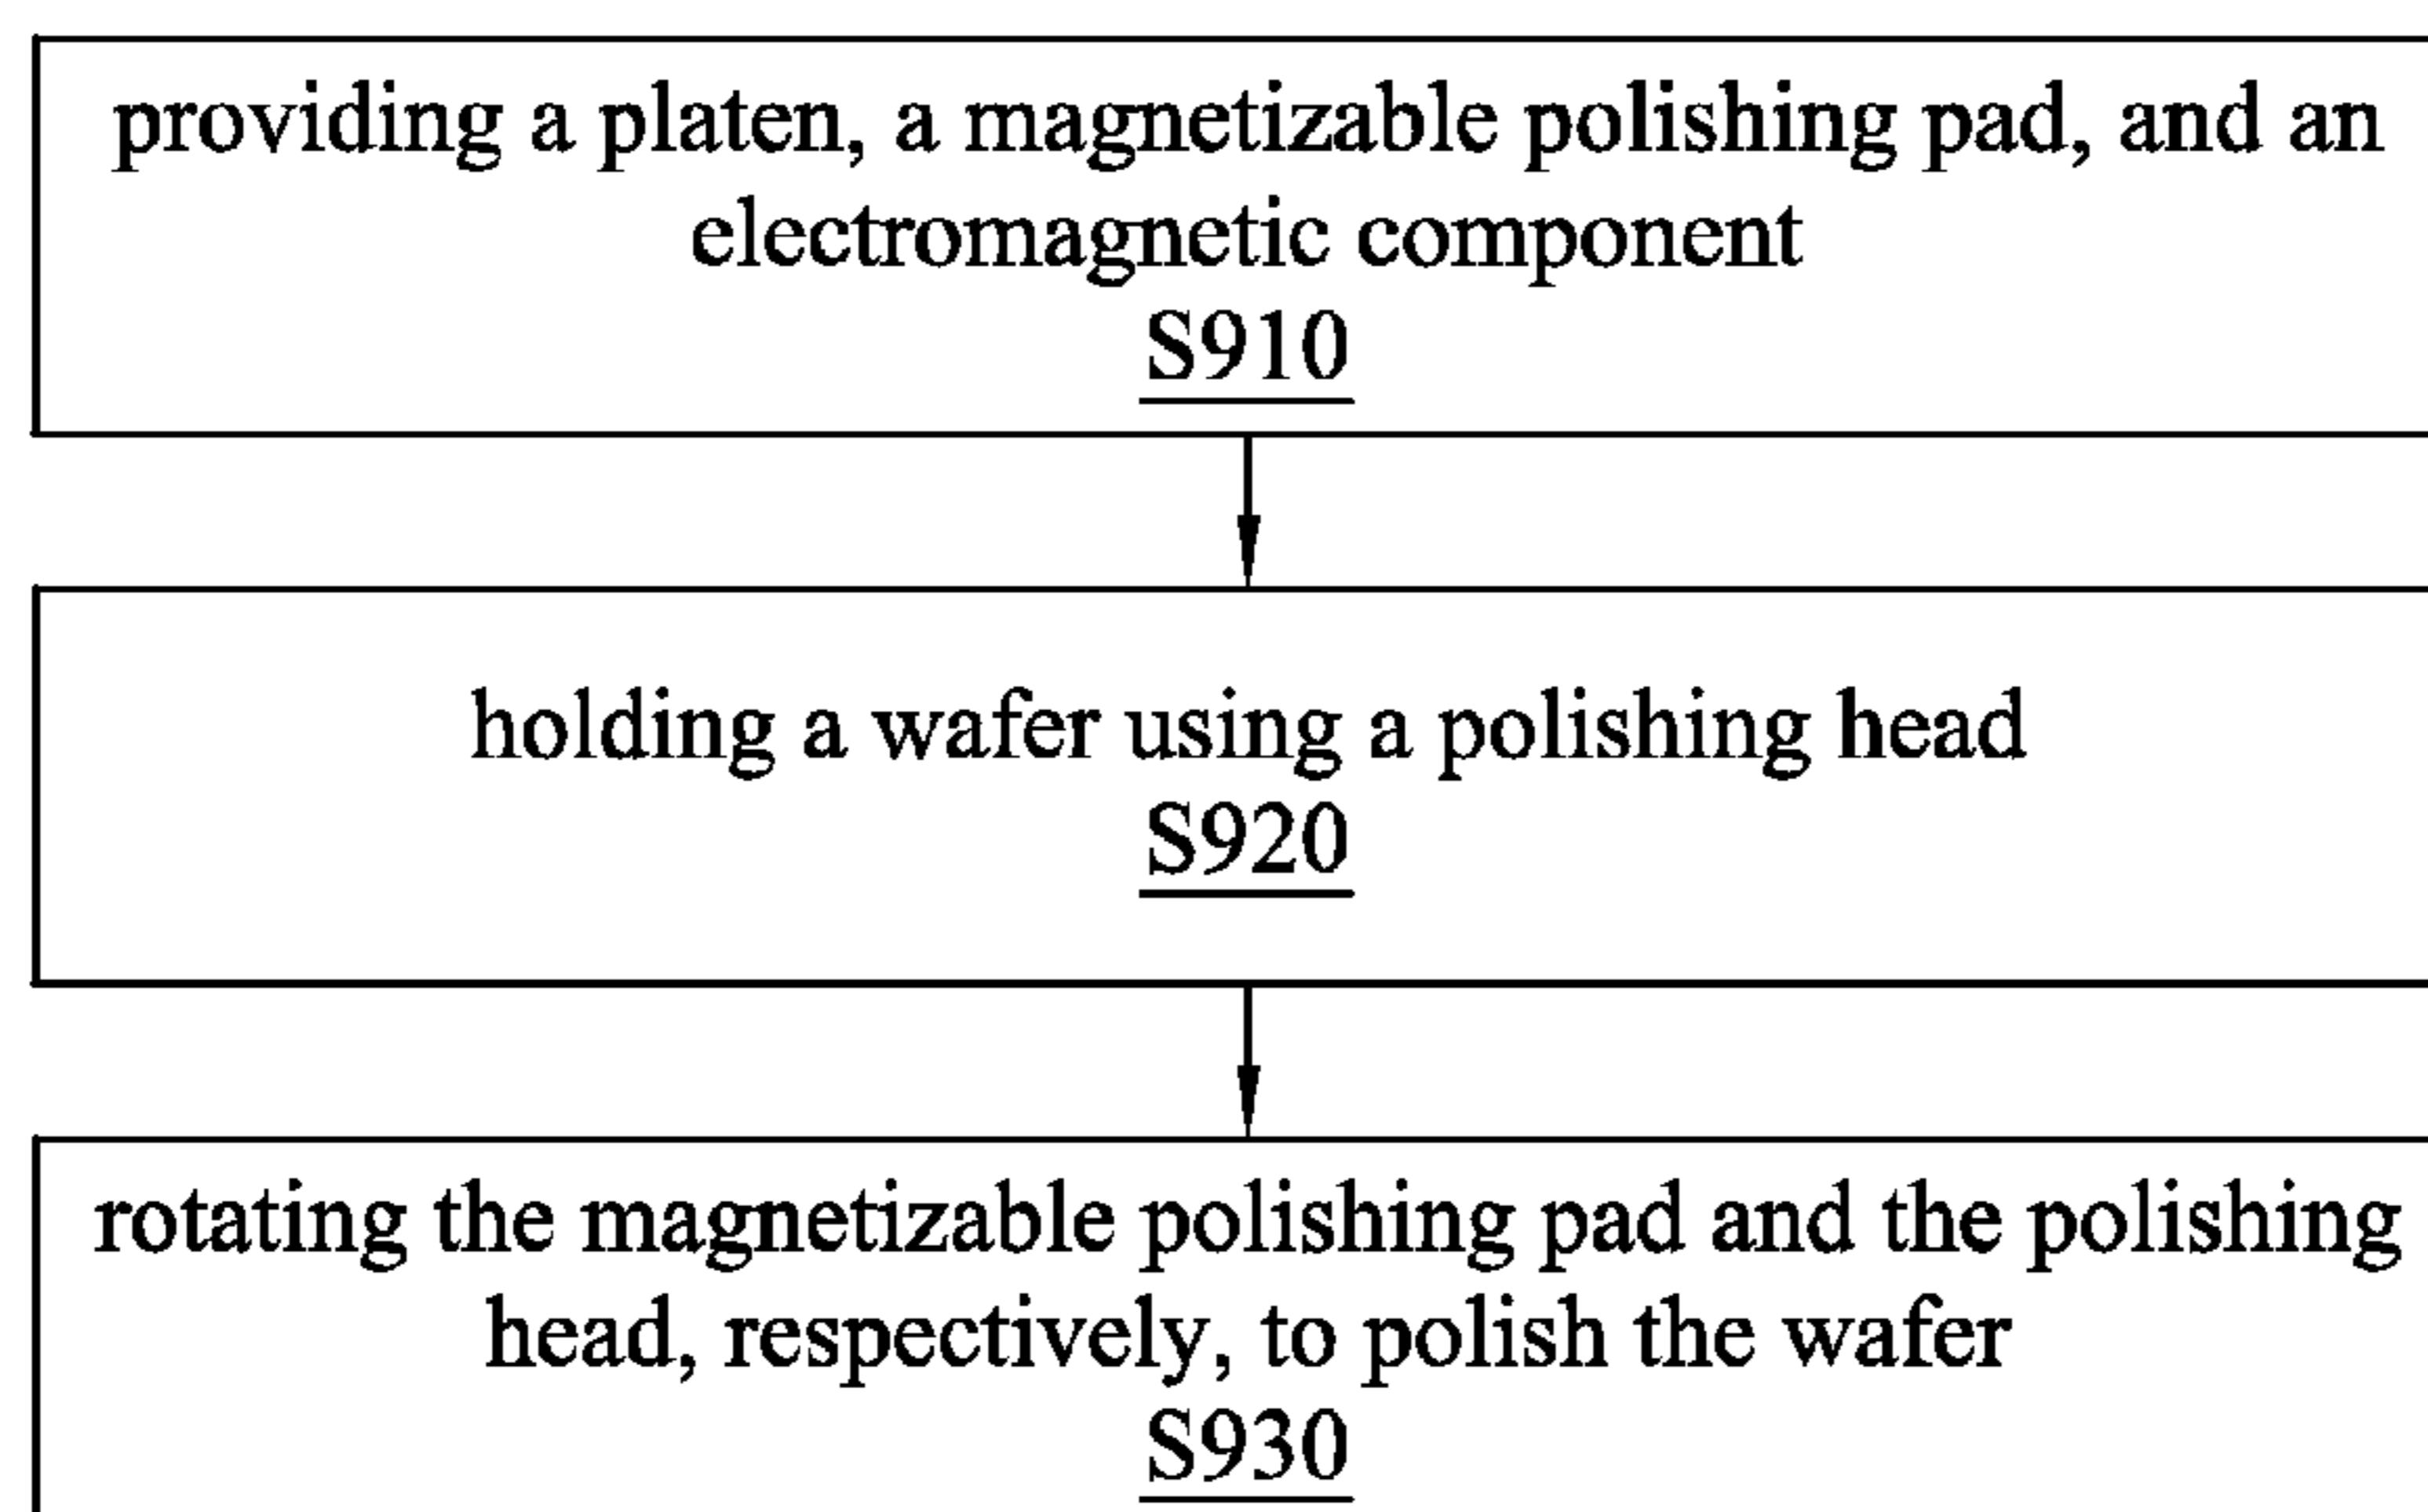 providing a platen, a magnetizable polishing pad, and an
electromagnetic component
S910
holding a wafer using a polishing head
S920
rotating the magnetizable polishing pad and the polishing
head, respectively, to polish the wafer
S930